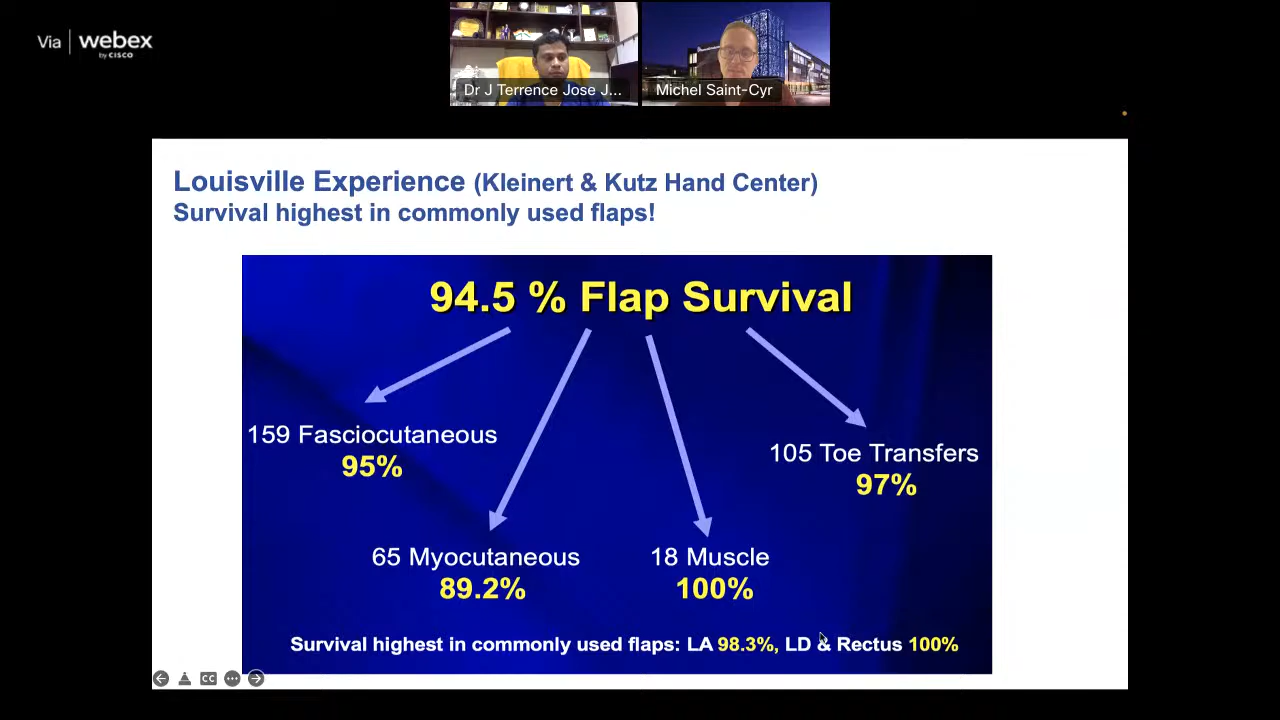 Via | webex
by CISCO
Dr J Terrence Jose J...
Michel Saint-Cyr
Louisville Experience (Kleinert & Kutz Hand Center)
Survival highest in commonly used flaps!
94.5 % Flap Survival
159 Fasciocutaneous
95%
105 Toe Transfers
97%
65 Myocutaneous
89.2%
18 Muscle
100%
Survival highest in commonly used flaps: LA 98.3%, LD & Rectus 100%
CC